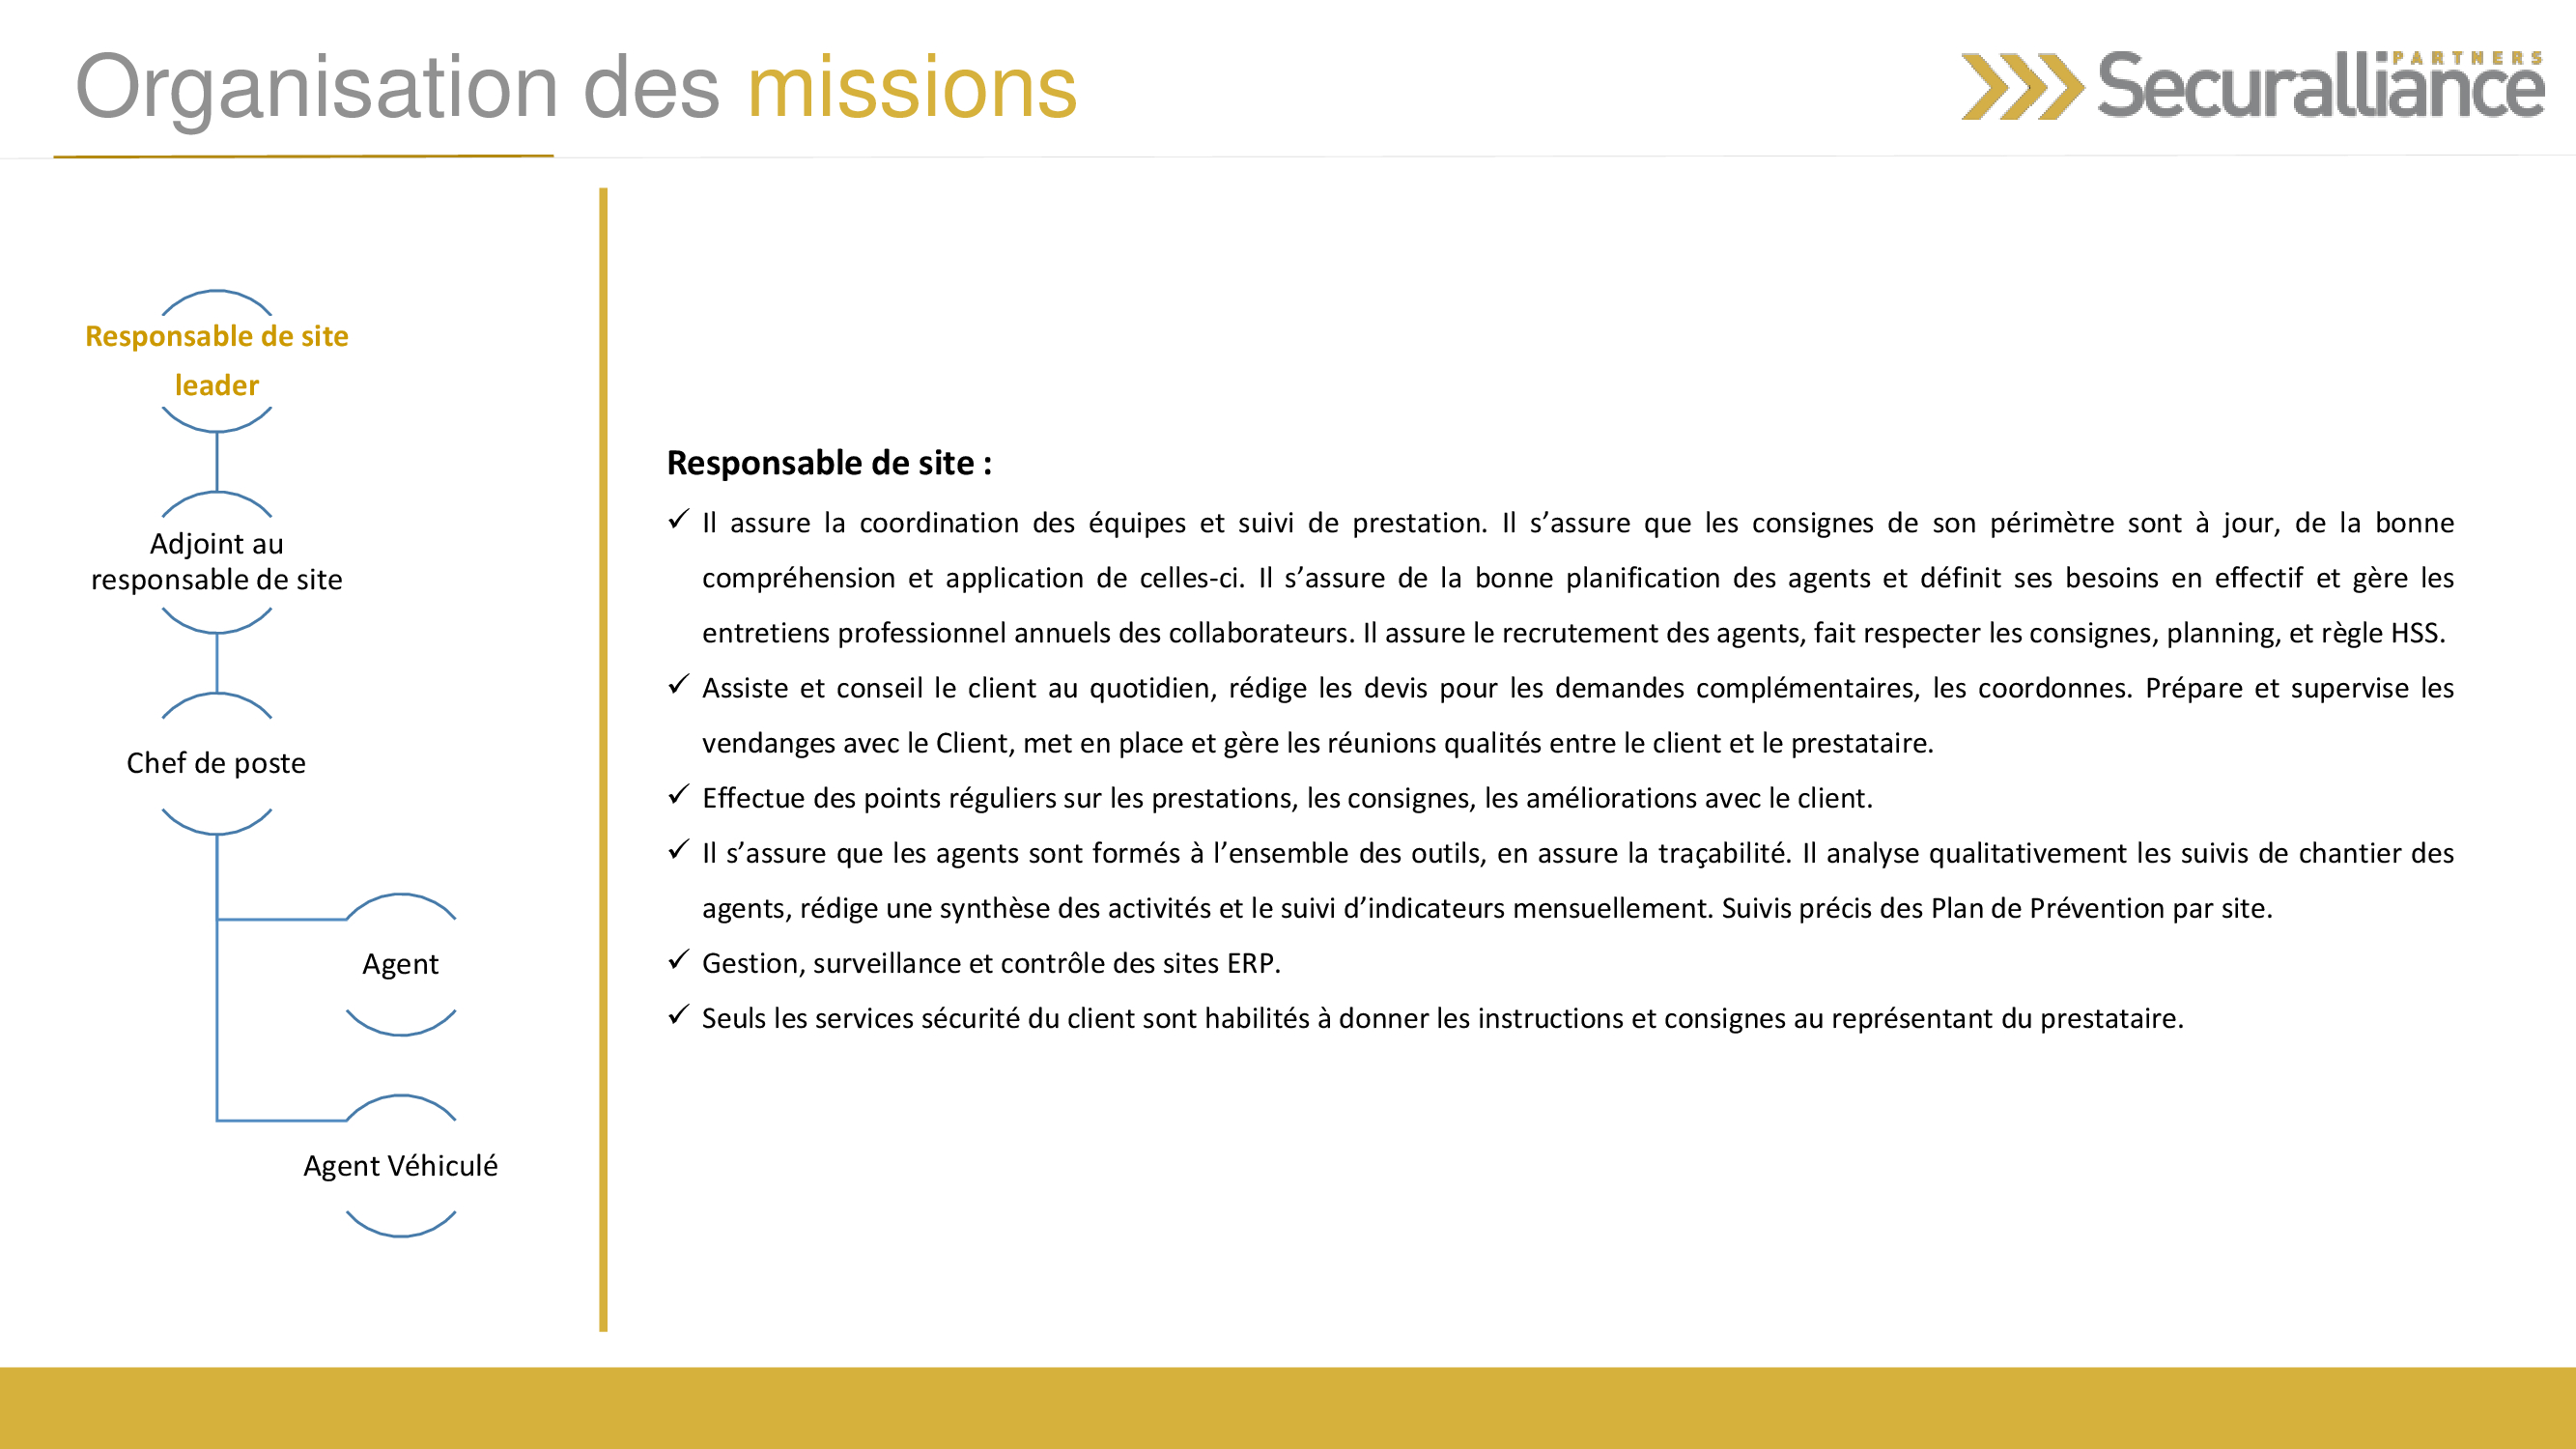 Organisation des missions
PARTNERS
Securalliance
Responsable de site
leader
Adjoint au
responsable de site
Chef de poste
Agent
Agent Véhiculé
Responsable de site :
✓ Il assure la coordination des équipes et suivi de prestation. Il s’assure que les consignes de son périmètre sont à jour, de la bonne
compréhension et application de celles-ci. Il s’assure de la bonne planification des agents et définit ses besoins en effectif et gère les
entretiens professionnel annuels des collaborateurs. Il assure le recrutement des agents, fait respecter les consignes, planning, et règle HSS.
✓ Assiste et conseil le client au quotidien, rédige les devis pour les demandes complémentaires, les coordonnes. Prépare et supervise les
vendanges avec le Client, met en place et gère les réunions qualités entre le client et le prestataire.
✓ Effectue des points réguliers sur les prestations, les consignes, les améliorations avec le client.
✓ Il s’assure que les agents sont formés à l’ensemble des outils, en assure la traçabilité. Il analyse qualitativement les suivis de chantier des
agents, rédige une synthèse des activités et le suivi d’indicateurs mensuellement. Suivis précis des Plan de Prévention par site.
✓ Gestion, surveillance et contrôle des sites ERP.
✓ Seuls les services sécurité du client sont habilités à donner les instructions et consignes au représentant du prestataire.